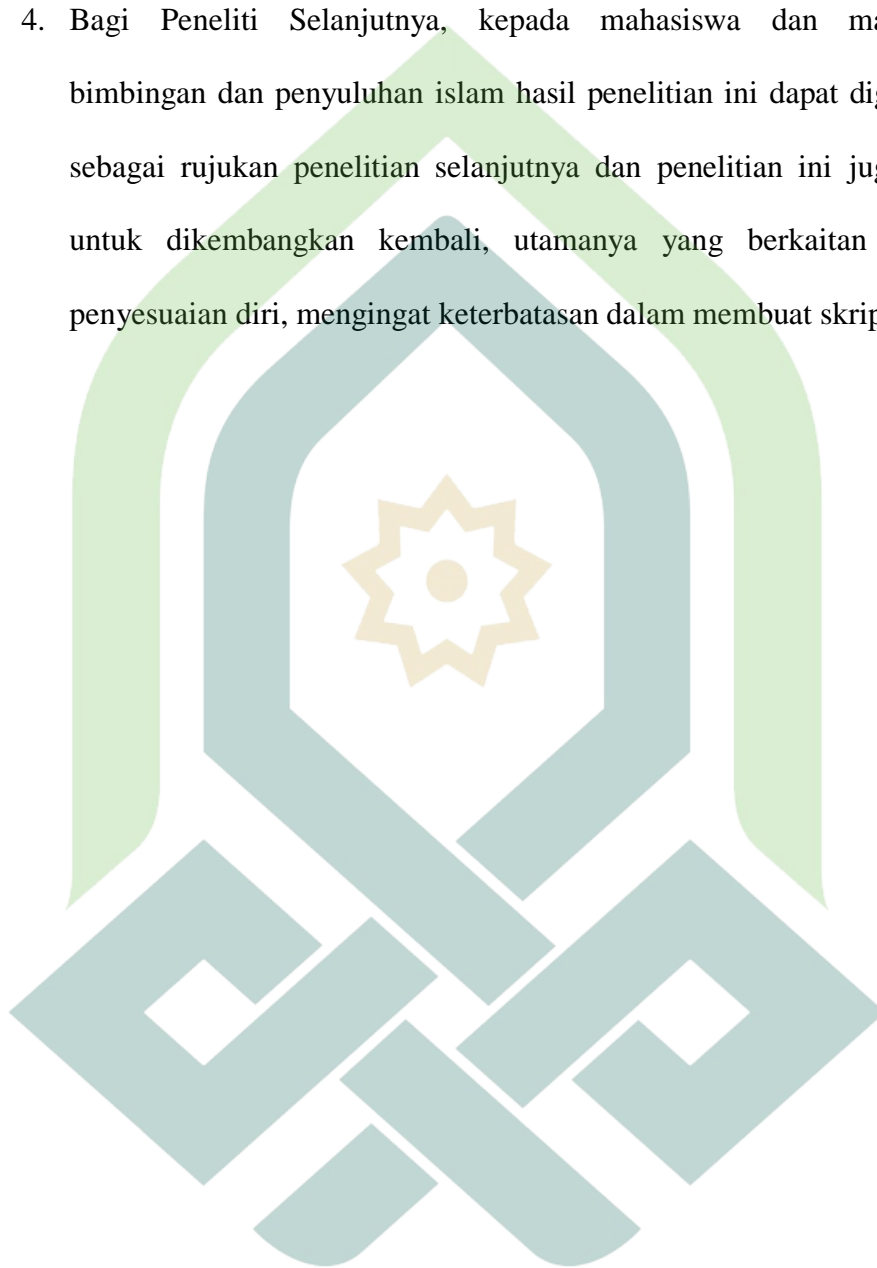 4. Bagi Peneliti Selanjutnya, kepada mahasiswa dan
bimbingan dan penyuluhan islam hasil penelitian ini dapat
sebagai rujukan penelitian selanjutnya dan penelitian ini
untuk dikembangkan kembali, utamanya yang berkaitan
penyesuaian diri, mengingat keterbatasan dalam membuat